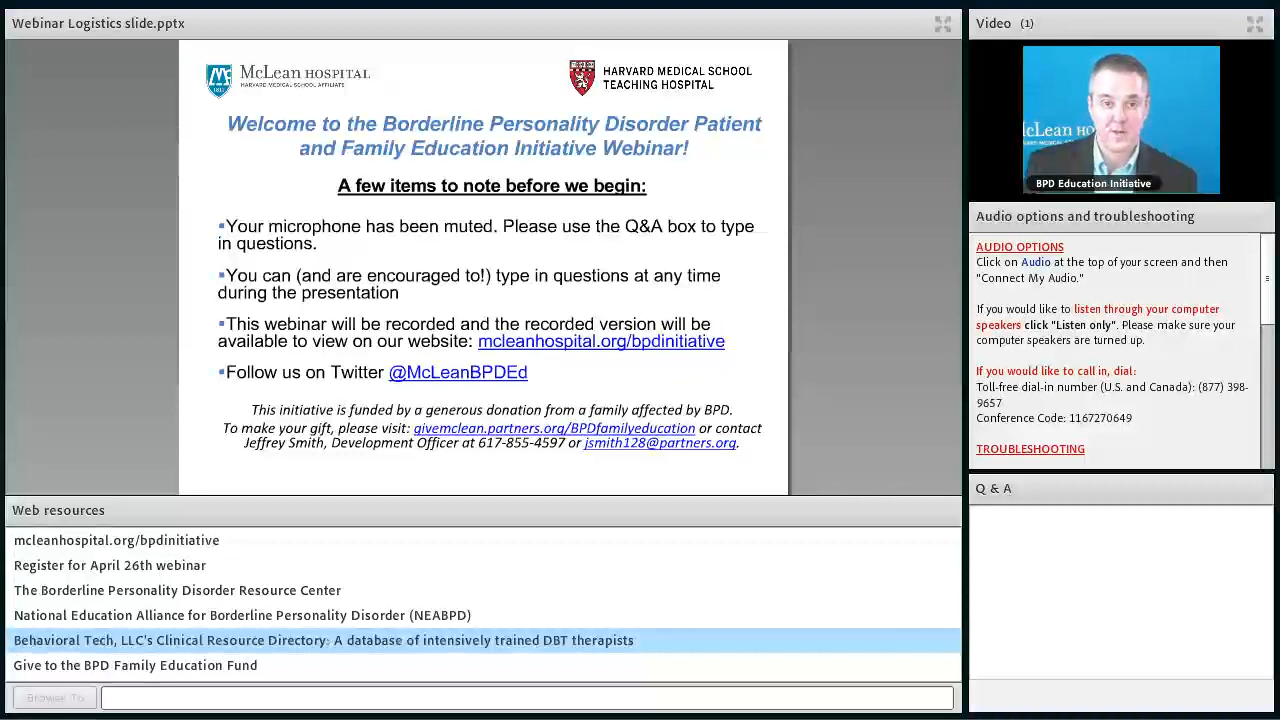 Webinar Logistics slide.pptx
McLEAN HOSPITAL
HARVARD MEDICAL SCHOOL AFFILIATE
HARVARD MEDICAL SCHOOL
TEACHING HOSPITAL
Welcome to the Borderline Personality Disorder Patient
and Family Education Initiative Webinar!
A few items to note before we begin:
▪Your microphone has been muted. Please use the Q&A box to type
in questions.
▪You can (and are encouraged to!) type in questions at any time
during the presentation
▪This webinar will be recorded and the recorded version will be
available to view on our website: mcleanhospital.org/bpdinitiative
▪Follow us on Twitter @McLeanBPDEd
This initiative is funded by a generous donation from a family affected by BPD.
To make your gift, please visit: givemclean.partners.org/BPDfamilyeducation or contact
Jeffrey Smith, Development Officer at 617-855-4597 or jsmith128@partners.org.
Web resources
mcleanhospital.org/bpdinitiative
Register for April 26th webinar
The Borderline Personality Disorder Resource Center
National Education Alliance for Borderline Personality Disorder (NEABPD)
Behavioral Tech, LLC's Clinical Resource Directory: A database of intensively trained DBT therapists
Give to the BPD Family Education Fund
Browse To
Video (1)
McLean HO
BPD Education Initiative
Audio options and troubleshooting
AUDIO OPTIONS
Click on Audio at the top of your screen and then
"Connect My Audio."
If you would like to listen through your computer
speakers click "Listen only". Please make sure your
computer speakers are turned up.
If you would like to call in, dial:
Toll-free dial-in number (U.S. and Canada): (877) 398-
9657
Conference Code: 1167270649
TROUBLESHOOTING
Q & A